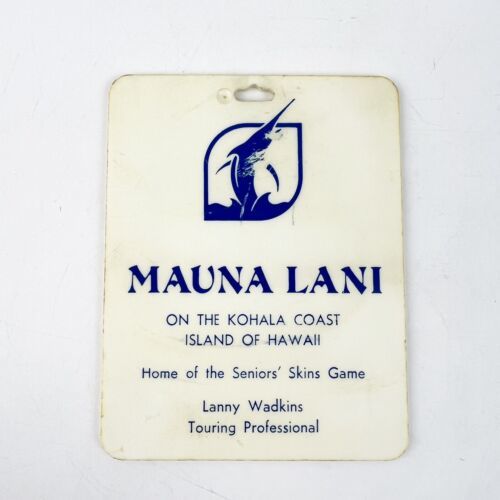 MAUNA LANI
ON THE KOHALA COAST
ISLAND OF HAWAII
Home of the Seniors' Skins Game
Lanny Wadkins
Touring Professional